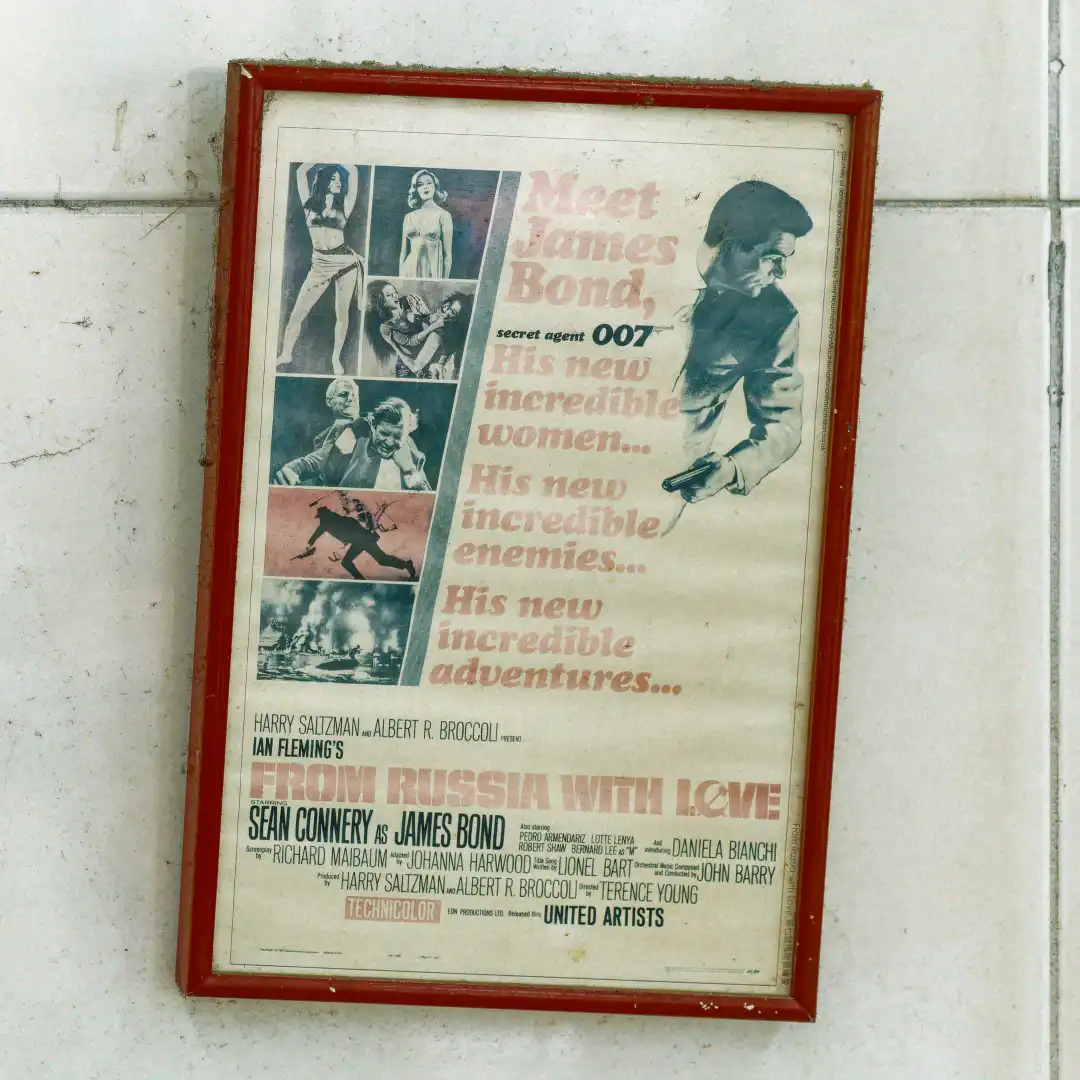 Meet
James
Bond,
secret agent 007
His new
incredible
women...
His new
incredible
enemies...
His new
incredible
adventures...
HARRY SALTZMAN AND ALBERT R. BROCCOLI PRESENT
IAN FLEMING'S
FROM RUSSIA WITH LOVE
STARRING
SEAN CONNERY AS JAMES BOND
Also starring
PEDRO ARMENDARIZ LOTTE LENYA
ROBERT SHAW BERNARD LEE as "M"
And introducing DANIELA BIANCHI
Screenplay by RICHARD MAIBAUM Adapted by JOHANNA HARWOOD Title Song Written by LIONEL BART Orchestral Music Composed and Conducted by JOHN BARRY
Produced by HARRY SALTZMAN AND ALBERT R. BROCCOLI Directed by TERENCE YOUNG
TECHNICOLOR EON PRODUCTIONS LTD. Released thru UNITED ARTISTS
From Russia with Love